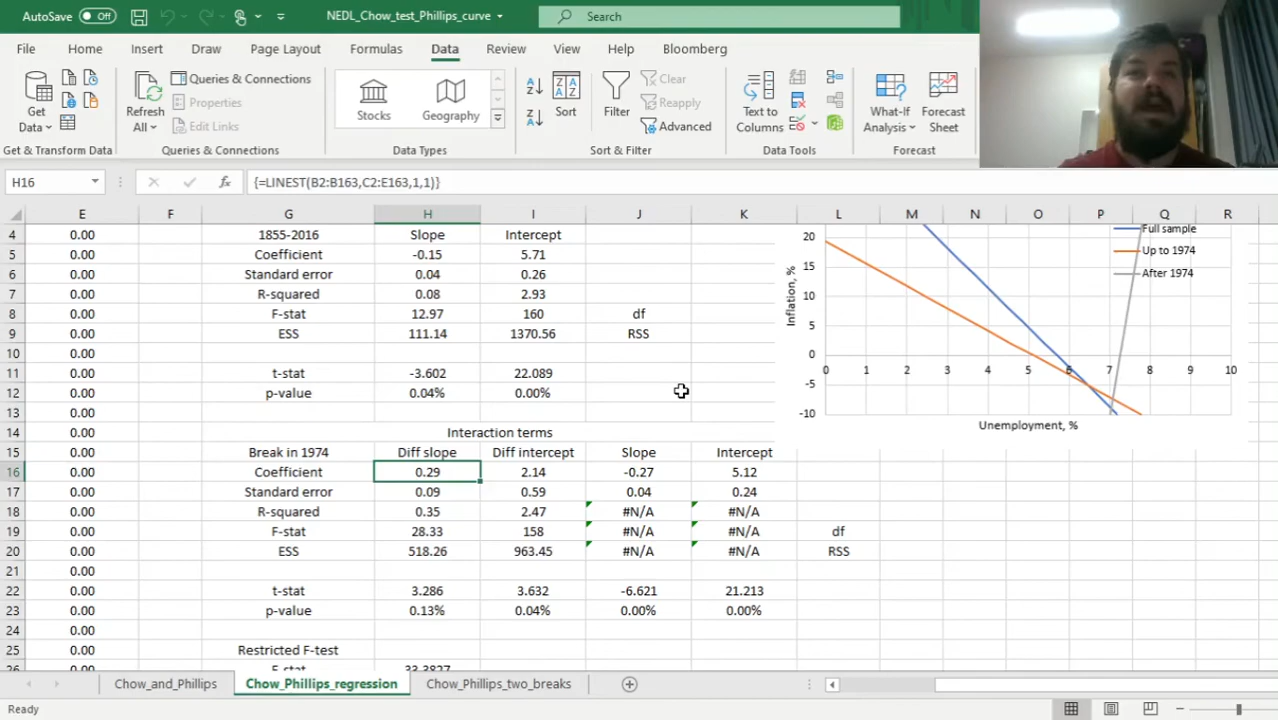 AutoSave Off NEDL_Chow_test_Phillips_curve Search
File Home Insert Draw Page Layout Formulas Data Review View Help Bloomberg
Get Data Refresh All Queries & Connections Properties Edit Links Stocks Geography Sort Filter Clear Reapply Advanced Text to Columns What-If Analysis Forecast Sheet
Get & Transform Data Queries & Connections Data Types Sort & Filter Data Tools Forecast
H16 fx {=LINEST(B2:B163,C2:E163,1,1)}
E F G H I J K L M N O P Q R
4 0.00 1855-2016 Slope Intercept
5 0.00 Coefficient -0.15 5.71
6 0.00 Standard error 0.04 0.26
7 0.00 R-squared 0.08 2.93
8 0.00 F-stat 12.97 160 df
9 0.00 ESS 111.14 1370.56 RSS
10 0.00
11 0.00 t-stat -3.602 22.089
12 0.00 p-value 0.04% 0.00%
13 0.00
14 0.00 Interaction terms
15 0.00 Break in 1974 Diff slope Diff intercept Slope Intercept
16 0.00 Coefficient 0.29 2.14 -0.27 5.12
17 0.00 Standard error 0.09 0.59 0.04 0.24
18 0.00 R-squared 0.35 2.47 #N/A #N/A
19 0.00 F-stat 28.33 158 #N/A #N/A df
20 0.00 ESS 518.26 963.45 #N/A #N/A RSS
21 0.00
22 0.00 t-stat 3.286 3.632 -6.621 21.213
23 0.00 p-value 0.13% 0.04% 0.00% 0.00%
24 0.00
25 0.00 Restricted F-test
26 0.00 F-stat 33.3827
Full sample
Up to 1974
After 1974
Inflation, %
20
15
10
5
0
-5
-10
0 1 2 3 4 5 6 7 8 9 10
Unemployment, %
Chow_and_Phillips Chow_Phillips_regression Chow_Phillips_two_breaks
Ready